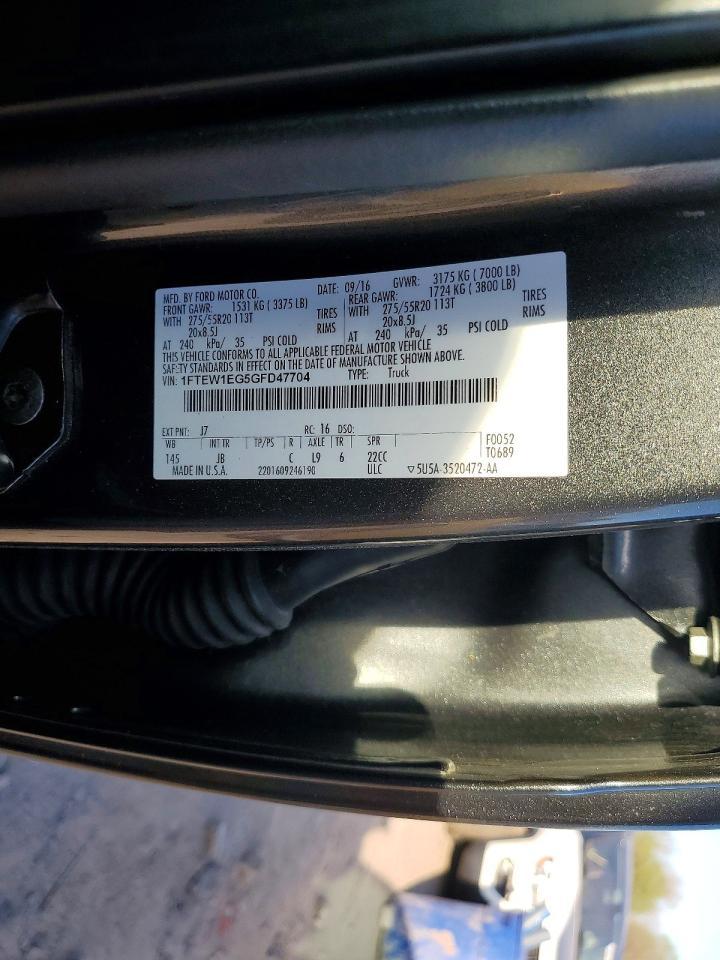 MFD. BY FORD MOTOR CO. DATE: 09/16 GVWR: 3175 KG ( 7000 LB)
FRONT GAWR: 1531 KG ( 3375 LB) REAR GAWR: 1724 KG ( 3800 LB)
WITH 275/55R20 113T TIRES WITH 275/55R20 113T TIRES
20x8.5J RIMS 20x8.5J RIMS
AT 240 kPa/ 35 PSI COLD AT 240 kPa/ 35 PSI COLD
THIS VEHICLE CONFORMS TO ALL APPLICABLE FEDERAL MOTOR VEHICLE
SAFETY STANDARDS IN EFFECT ON THE DATE OF MANUFACTURE SHOWN ABOVE.
VIN: 1FTEW1EG5GFD47704 TYPE: Truck
EXT PNT: J7 RC: 16 DSO:
WB INT TR TP/PS R AXLE TR SPR F0052
145 JB C L9 6 22CC T0689
MADE IN U.S.A. 2201609246190 ULC ▽5U5A-3520472-AA